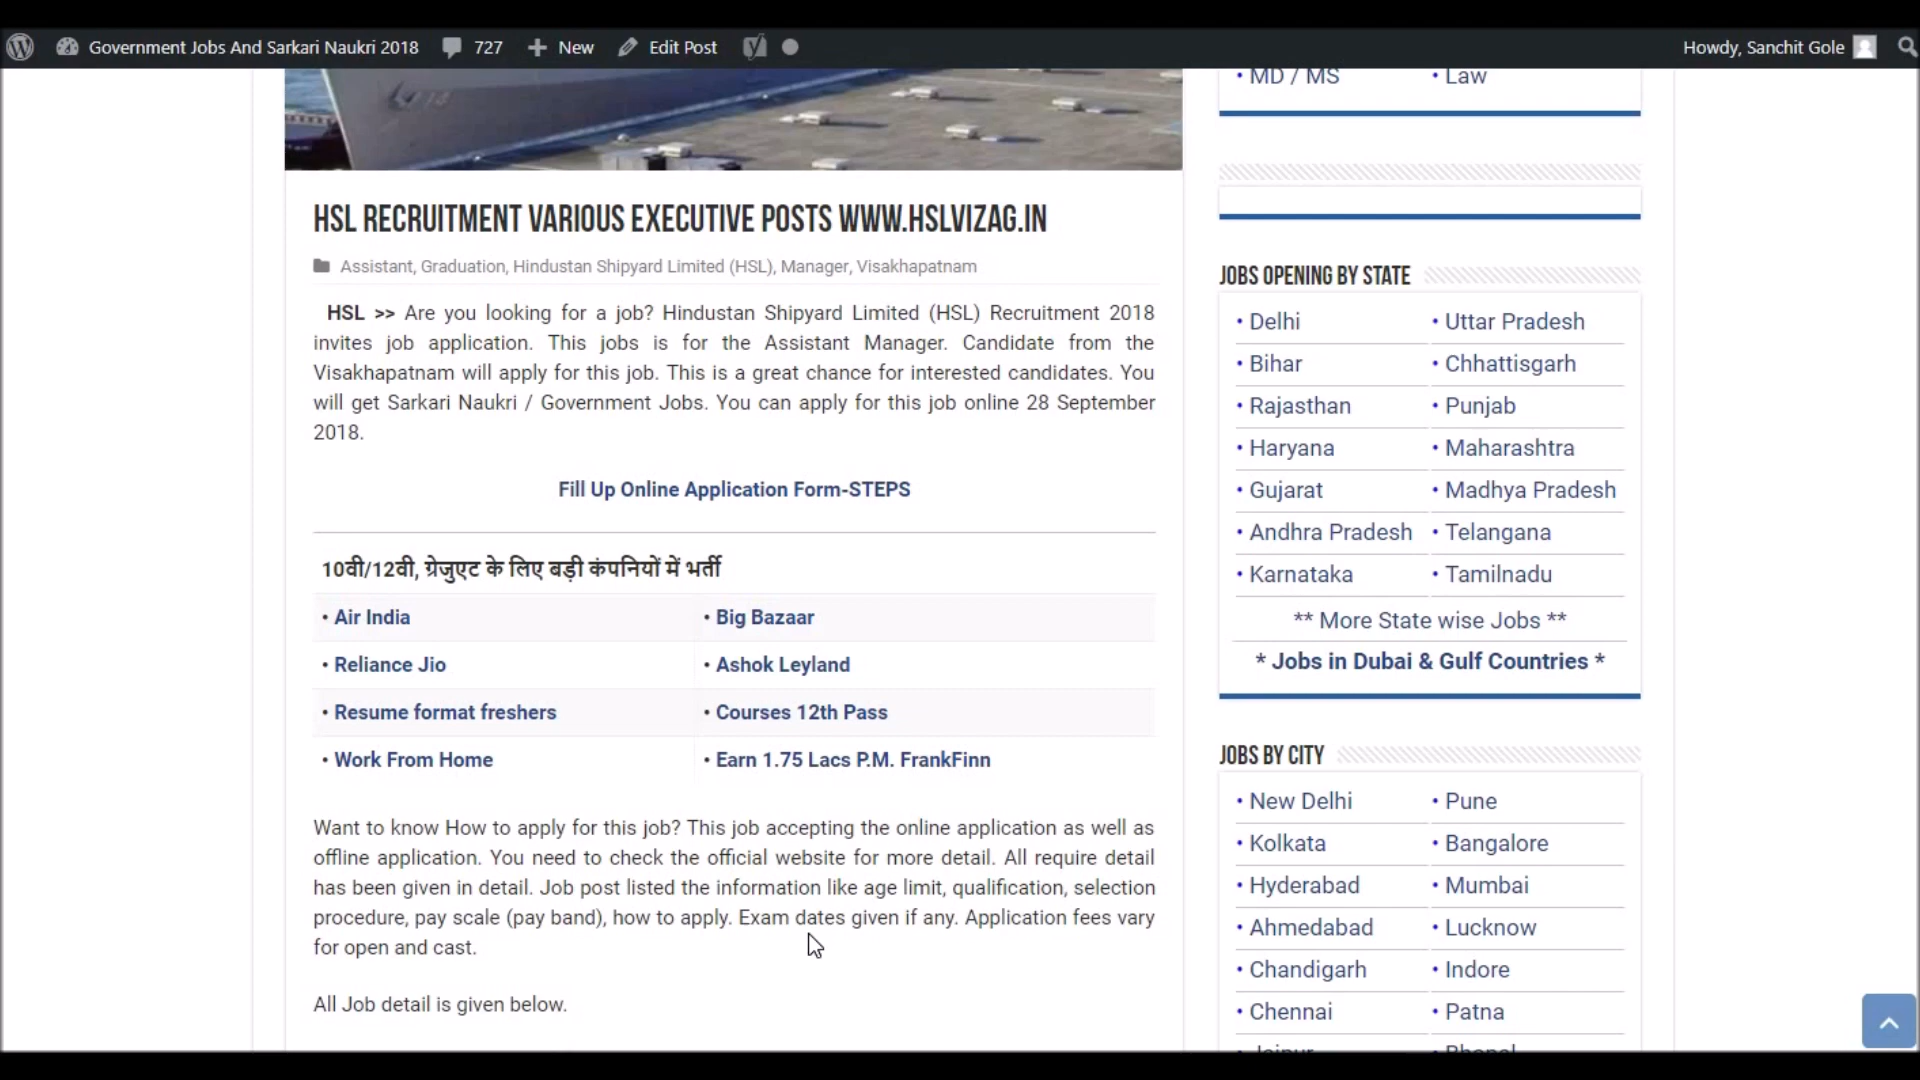 Government Jobs And Sarkari Naukri 2018 727 New Edit Post Howdy, Sanchit Gole
HSL RECRUITMENT VARIOUS EXECUTIVE POSTS WWW.HSLVIZAG.IN
Assistant, Graduation, Hindustan Shipyard Limited (HSL), Manager, Visakhapatnam
HSL >> Are you looking for a job? Hindustan Shipyard Limited (HSL) Recruitment 2018
invites job application. This jobs is for the Assistant Manager. Candidate from the
Visakhapatnam will apply for this job. This is a great chance for interested candidates. You
will get Sarkari Naukri / Government Jobs. You can apply for this job online 28 September
2018.
Fill Up Online Application Form-STEPS
10वी/12वी, ग्रेजुएट के लिए बड़ी कंपनियों में भर्ती
• Air India • Big Bazaar
• Reliance Jio • Ashok Leyland
• Resume format freshers • Courses 12th Pass
• Work From Home • Earn 1.75 Lacs P.M. FrankFinn
Want to know How to apply for this job? This job accepting the online application as well as
offline application. You need to check the official website for more detail. All require detail
has been given in detail. Job post listed the information like age limit, qualification, selection
procedure, pay scale (pay band), how to apply. Exam dates given if any. Application fees vary
for open and cast.
All Job detail is given below.
• MD / MS • Law
JOBS OPENING BY STATE
• Delhi • Uttar Pradesh
• Bihar • Chhattisgarh
• Rajasthan • Punjab
• Haryana • Maharashtra
• Gujarat • Madhya Pradesh
• Andhra Pradesh • Telangana
• Karnataka • Tamilnadu
** More State wise Jobs **
* Jobs in Dubai & Gulf Countries *
JOBS BY CITY
• New Delhi • Pune
• Kolkata • Bangalore
• Hyderabad • Mumbai
• Ahmedabad • Lucknow
• Chandigarh • Indore
• Chennai • Patna